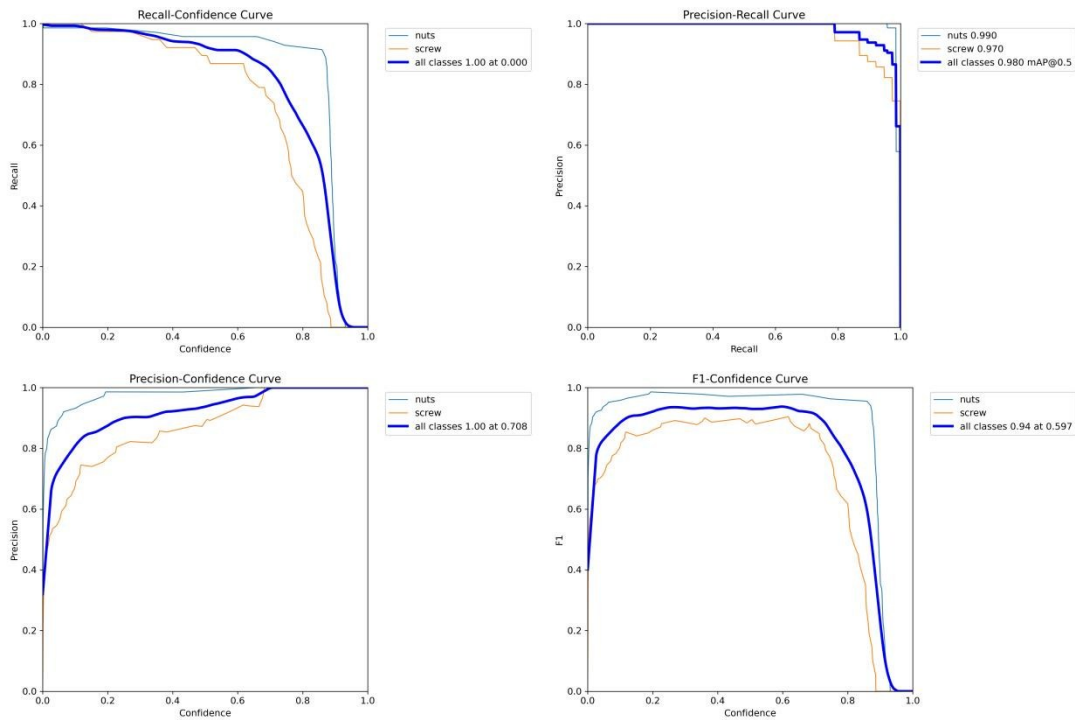 Recall-Confidence Curve
1.0
0.8
0.6
0.4
0.2
0.0
Recall
0.0 0.2 0.4 0.6 0.8 1.0
Confidence
nuts
screw
all classes 1.00 at 0.000
Precision-Recall Curve
1.0
0.8
0.6
0.4
0.2
0.0
Precision
0.0 0.2 0.4 0.6 0.8 1.0
Recall
nuts 0.990
screw 0.970
all classes 0.980 mAP@0.5
Precision-Confidence Curve
1.0
0.8
0.6
0.4
0.2
0.0
Precision
0.0 0.2 0.4 0.6 0.8 1.0
Confidence
nuts
screw
all classes 1.00 at 0.708
F1-Confidence Curve
1.0
0.8
0.6
0.4
0.2
0.0
F1
0.0 0.2 0.4 0.6 0.8 1.0
Confidence
nuts
screw
all classes 0.94 at 0.597